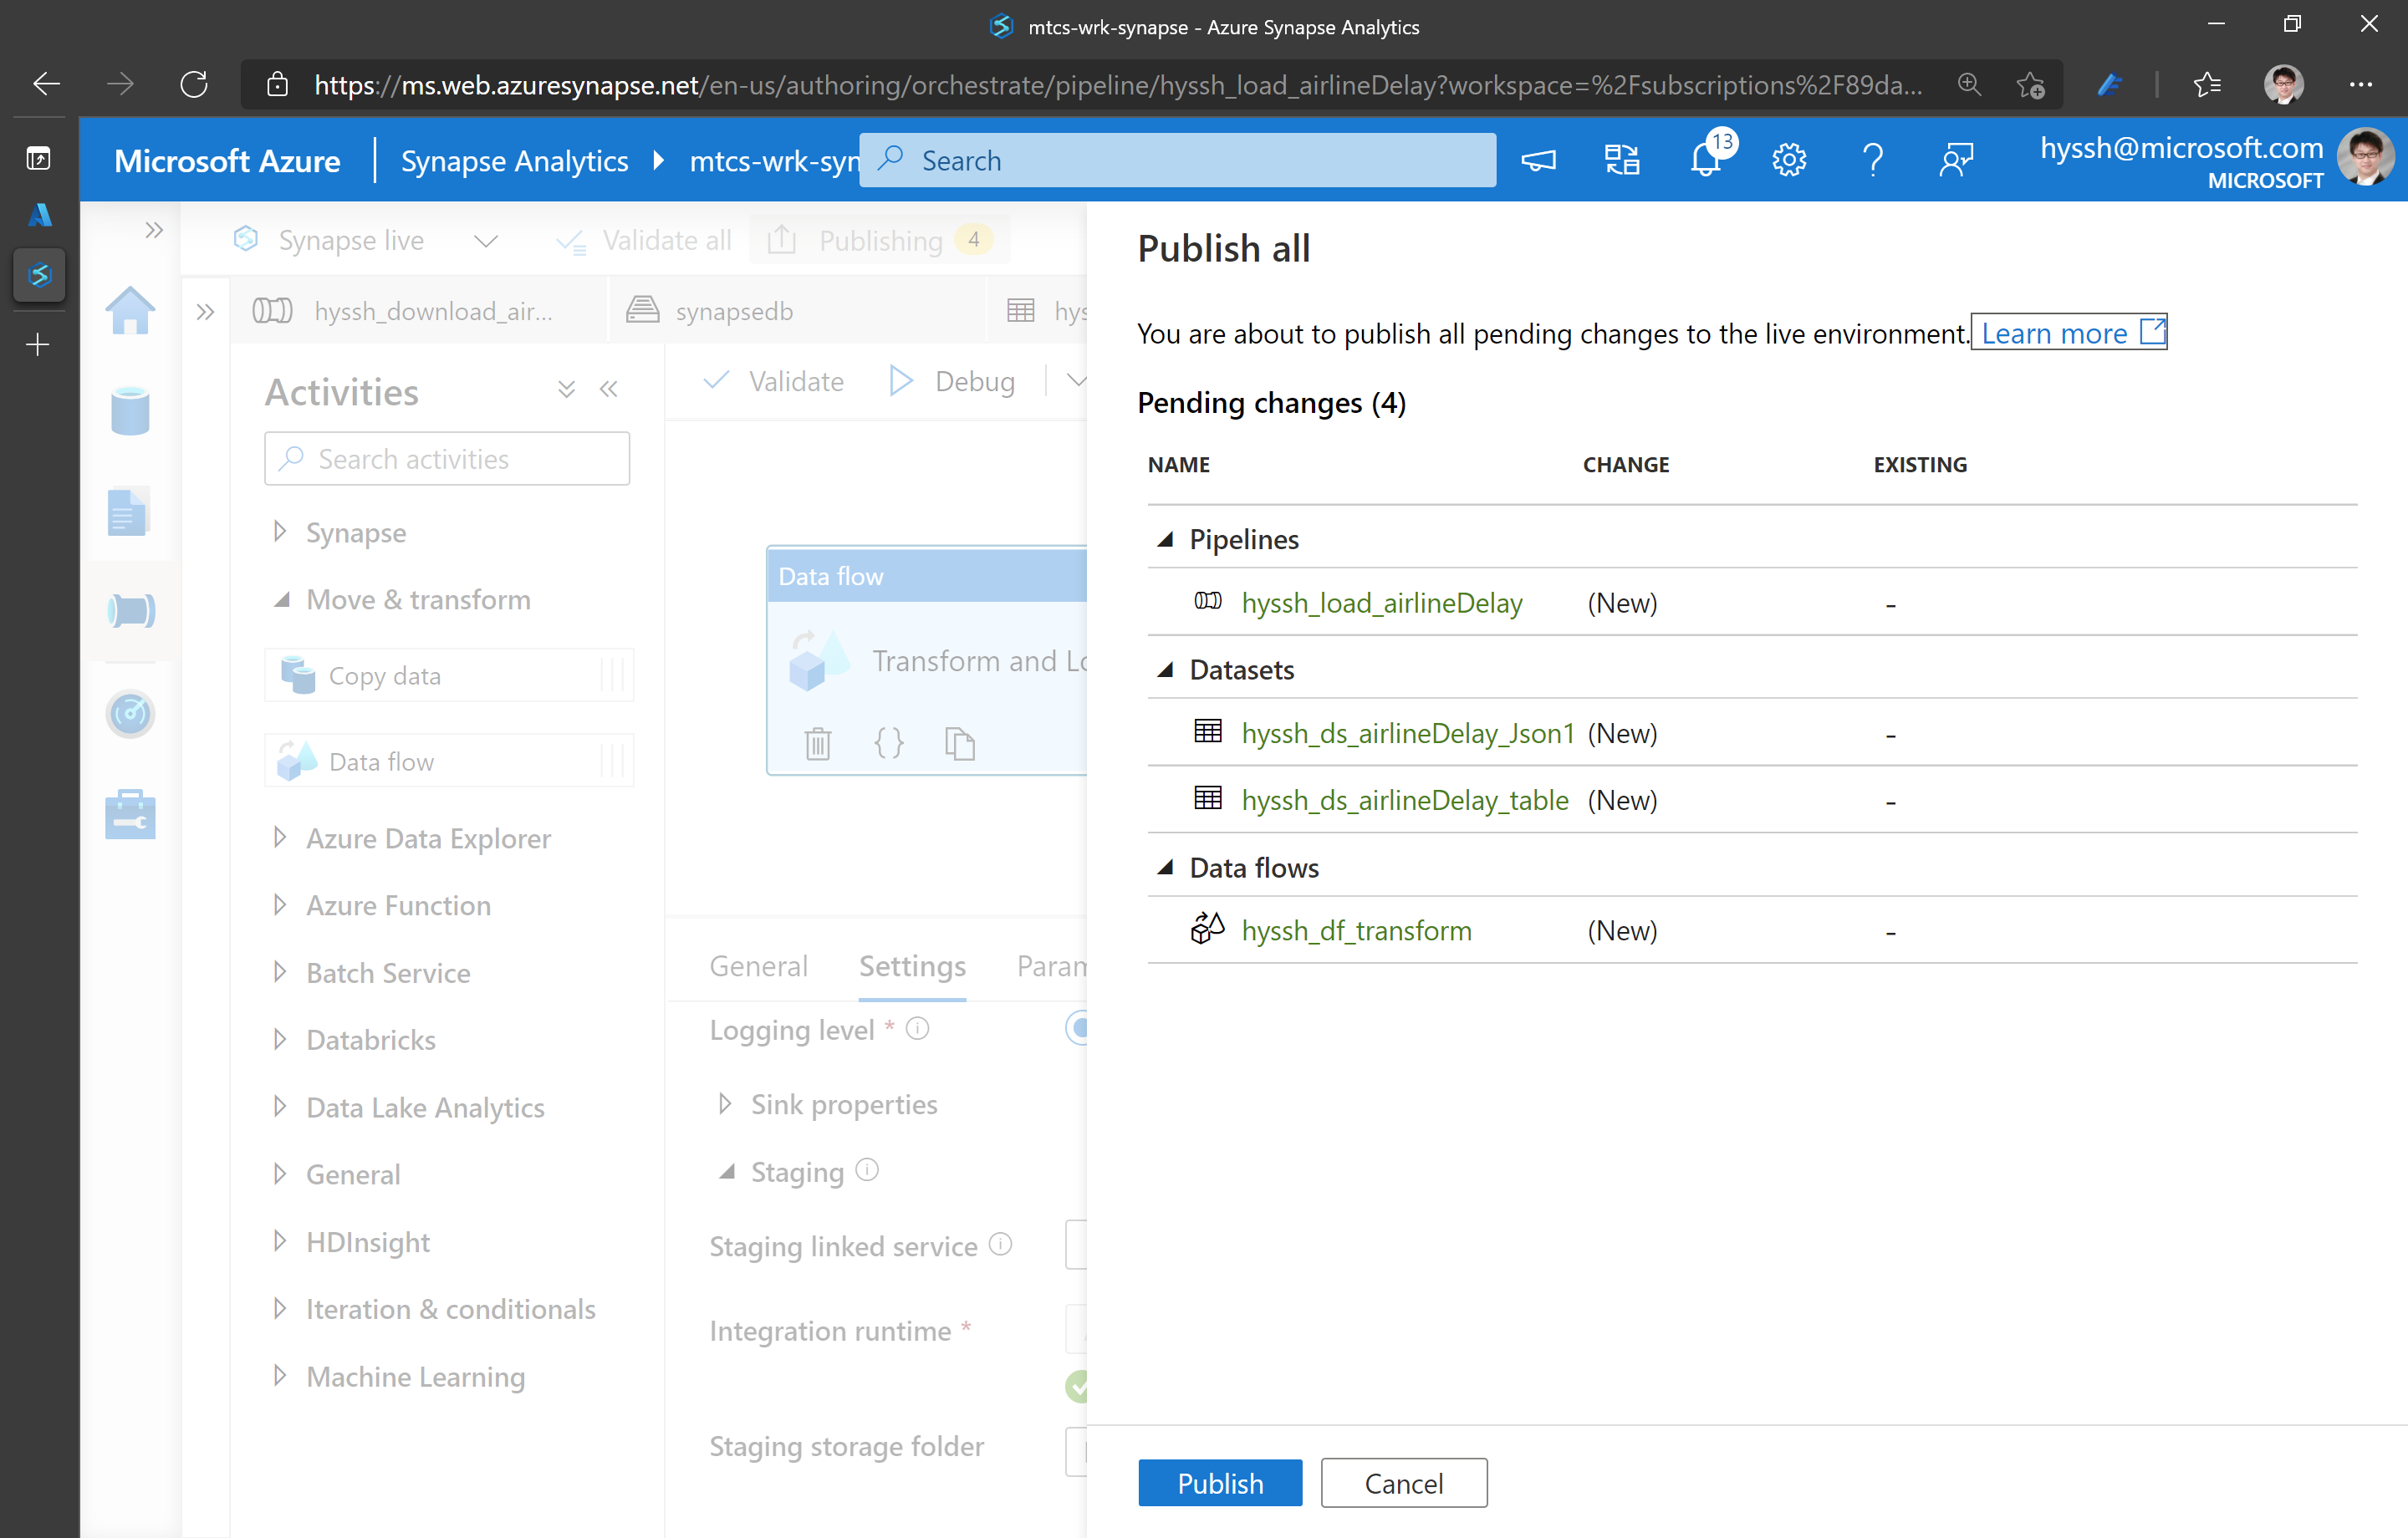 mtcs-wrk-synapse - Azure Synapse Analytics
https://ms.web.azuresynapse.net/en-us/authoring/orchestrate/pipeline/hyssh_load_airlineDelay?workspace=%2Fsubscriptions%2F89da...
Microsoft Azure
Synapse Analytics
mtcs-wrk-syn
Search
13
hyssh@microsoft.com
MICROSOFT
Synapse live
Validate all
Publishing
4
hyssh_download_air...
synapsedb
hys
Activities
Search activities
Synapse
Move & transform
Copy data
Data flow
Azure Data Explorer
Azure Function
Batch Service
Databricks
Data Lake Analytics
General
HDInsight
Iteration & conditionals
Machine Learning
Validate
Debug
Data flow
Transform and Lo
General
Settings
Param
Logging level *
Sink properties
Staging
Staging linked service
Integration runtime *
Staging storage folder
Publish all
You are about to publish all pending changes to the live environment. Learn more
Pending changes (4)
NAME CHANGE EXISTING
Pipelines
hyssh_load_airlineDelay (New) -
Datasets
hyssh_ds_airlineDelay_Json1 (New) -
hyssh_ds_airlineDelay_table (New) -
Data flows
hyssh_df_transform (New) -
Publish
Cancel